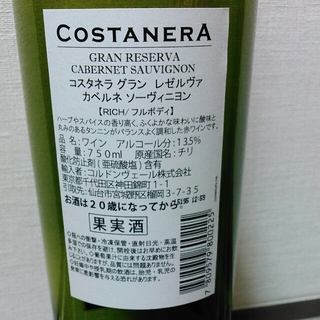 COSTANERA
GRAN RESERVA
CABERNET SAUVIGNON
コスタネラ グラン レゼルヴァ
カベルネ ソーヴィニヨン
【RICH/フルボディ】
ハーブやスパイスの香り高く、ふくよかな味わいに酸味と
丸みのあるタンニンがバランスよく調和した赤ワインです。
品名:ワイン アルコール分:13.5%
容量:750ml 原産国名:チリ
酸化防止剤(亜硫酸塩)含有
輸入者:コルドンヴェール株式会社
東京都千代田区神田錦町1-1
引取先:仙台市宮城野区榴岡3-7-35
お酒は20歳になってから
果実酒
7809579800225